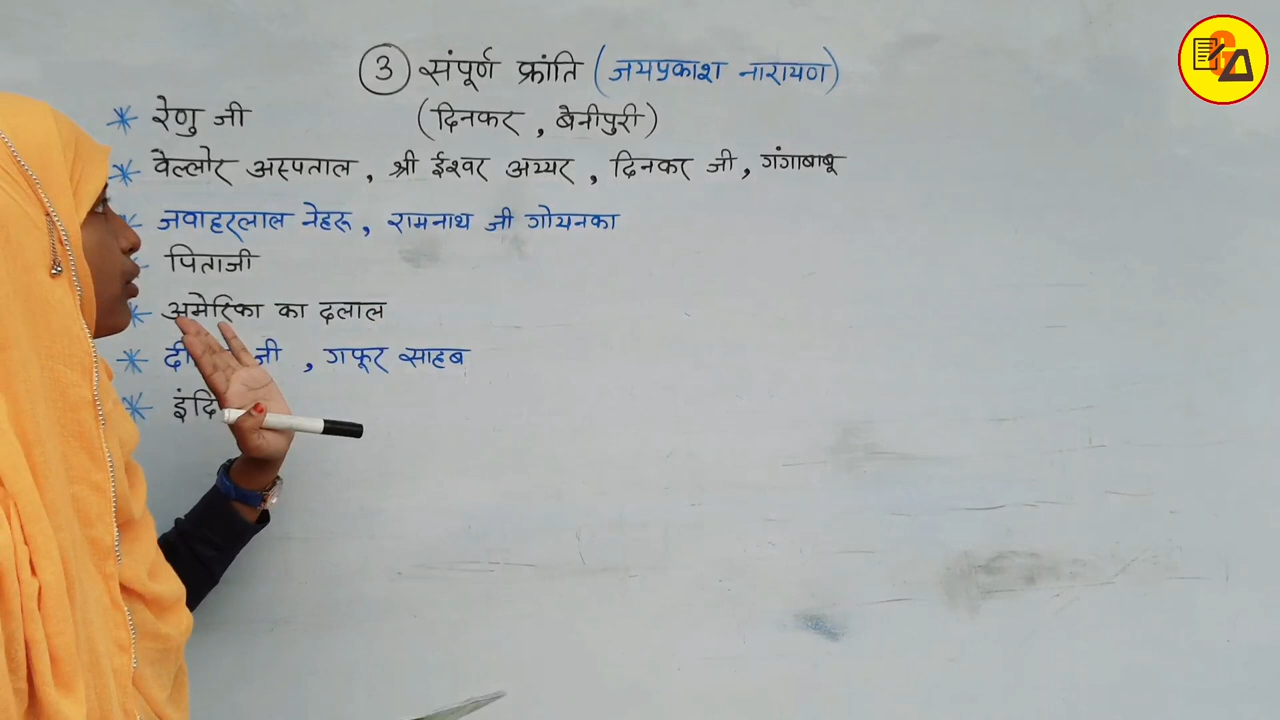 ③ संपूर्ण क्रांति (जयप्रकाश नारायण)
* रेणु जी (दिनकर , बेनीपुरी)
* वेल्लोर अस्पताल , श्री ईश्वर अय्यर , दिनकर जी , गंगाबाबू
* जवाहरलाल नेहरू , रामनाथ जी गोयनका
* पिताजी
* अमेरिका का दलाल
* जी , गफूर साहब
*